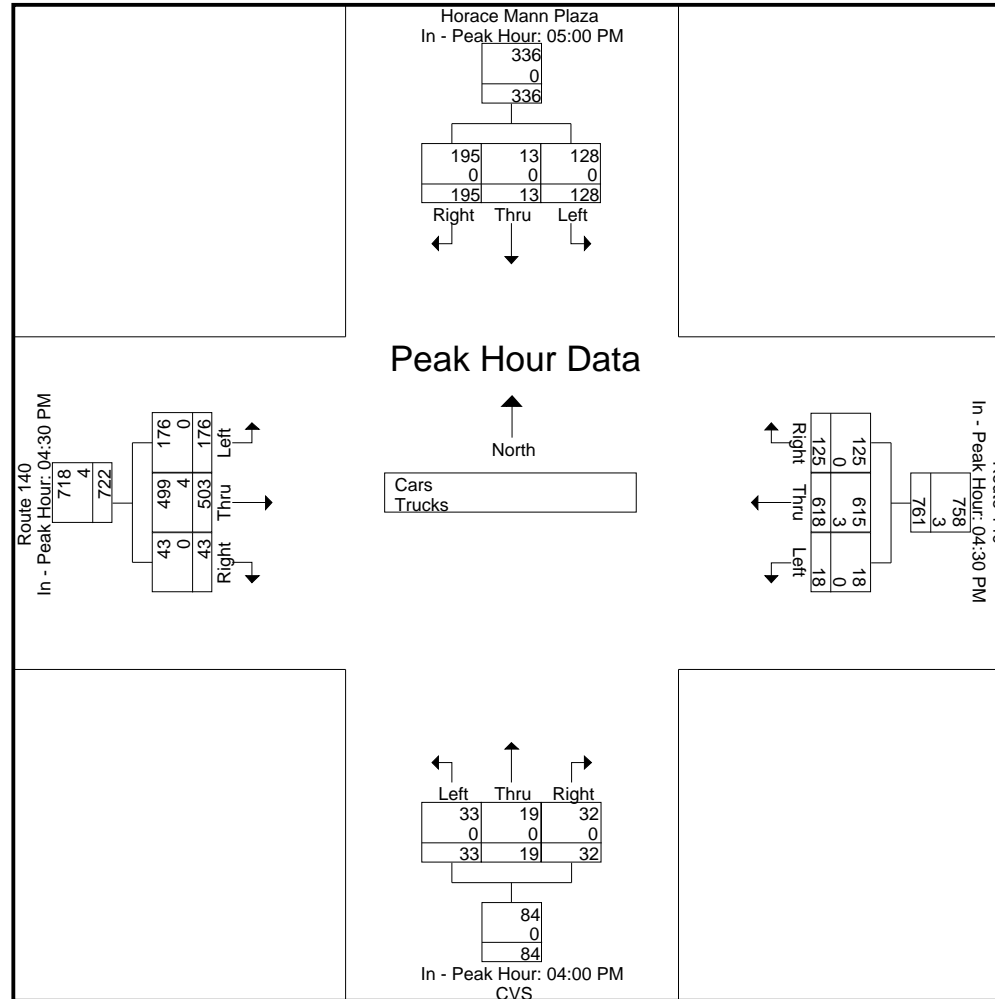 Horace Mann Plaza
In - Peak Hour: 05:00 PM
336
0
336
195 13 128
0 0 0
195 13 128
Right Thru Left
Peak Hour Data
North
Cars
Trucks
Route 140
In - Peak Hour: 04:30 PM
718 4 722
176 0 176 Left
499 4 503 Thru
43 0 43 Right
In - Peak Hour: 04:30 PM
758
3
761
Right 125 0 125
Thru 618 3 615
Left 18 0 18
Left Thru Right
33 19 32
0 0 0
33 19 32
84
0
84
In - Peak Hour: 04:00 PM
CVS